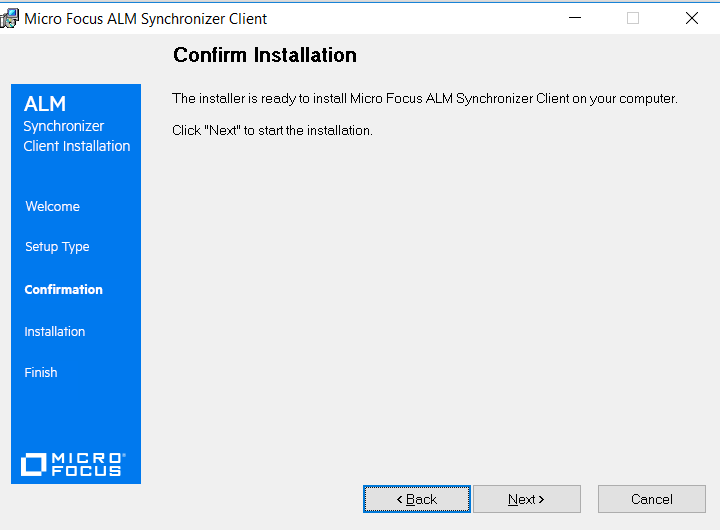 Micro Focus ALM Synchronizer Client
Confirm Installation
ALM
Synchronizer
Client Installation
Welcome
Setup Type
Confirmation
Installation
Finish
MICRO
FOCUS
The installer is ready to install Micro Focus ALM Synchronizer Client on your computer.
Click "Next" to start the installation.
< Back
Next >
Cancel